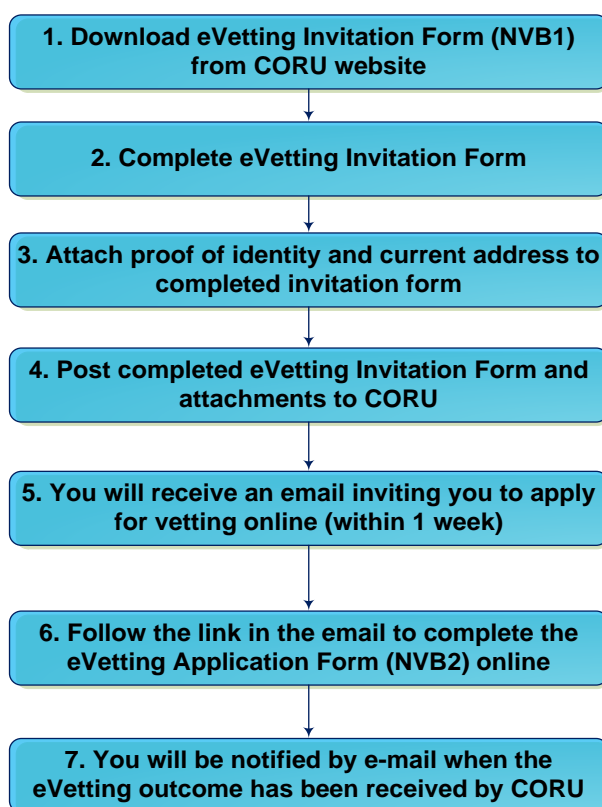 1. Download eVetting Invitation Form (NVB1)
from CORU website
2. Complete eVetting Invitation Form
3. Attach proof of identity and current address to
completed invitation form
4. Post completed eVetting Invitation Form and
attachments to CORU
5. You will receive an email inviting you to apply
for vetting online (within 1 week)
6. Follow the link in the email to complete the
eVetting Application Form (NVB2) online
7. You will be notified by e-mail when the
eVetting outcome has been received by CORU